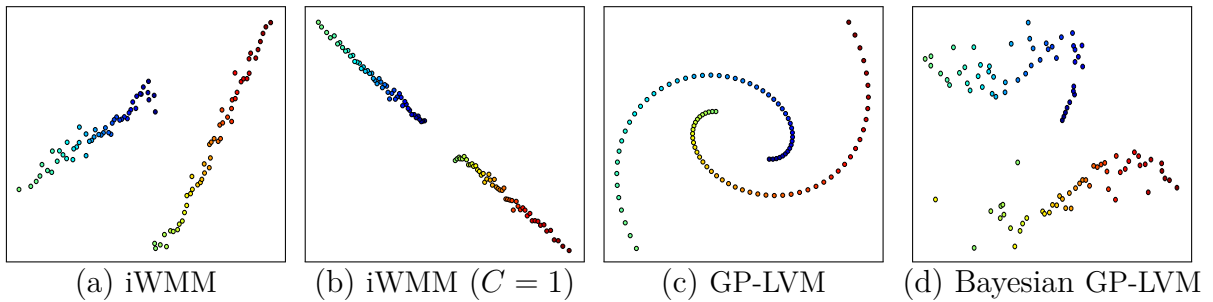 (a) iWMM
(b) iWMM (C = 1)
(c) GP-LVM
(d) Bayesian GP-LVM